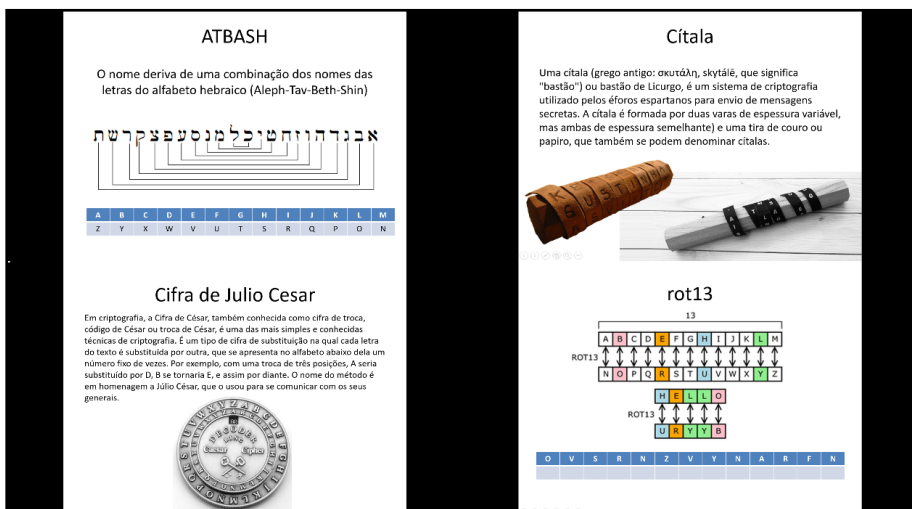 ATBASH
O nome deriva de uma combinação dos nomes das
letras do alfabeto hebraico (Aleph-Tav-Beth-Shin)
א ב ג ד ה ו ז ח ט י כ ל מ נ ס ע פ צ ק ר ש ת
A B C D E F G H I J K L M
Z Y X W V U T S R Q P O N
Cifra de Julio Cesar
Em criptografia, a Cifra de César, também conhecida como cifra de troca,
código de César ou troca de César, é uma das mais simples e conhecidas
técnicas de criptografia. É um tipo de cifra de substituição na qual cada letra
do texto é substituída por outra, que se apresenta no alfabeto abaixo dela um
número fixo de vezes. Por exemplo, com uma troca de três posições, A seria
substituído por D, B se tornaria E, e assim por diante. O nome do método é
em homenagem a Júlio César, que o usou para se comunicar com os seus
generais.
DECODER
RING
Caesar Cipher
Cítala
Uma cítala (grego antigo: σκυτάλη, skytálē, que significa
"bastão") ou bastão de Licurgo, é um sistema de criptografia
utilizado pelos éforos espartanos para envio de mensagens
secretas. A cítala é formada por duas varas de espessura variável,
mas ambas de espessura semelhante) e uma tira de couro ou
papiro, que também se podem denominar cítalas.
rot13
13
A B C D E F G H I J K L M
ROT13
N O P Q R S T U V W X Y Z
H E L L O
ROT13
U R Y Y B
O V S R N Z V Y N A R F N